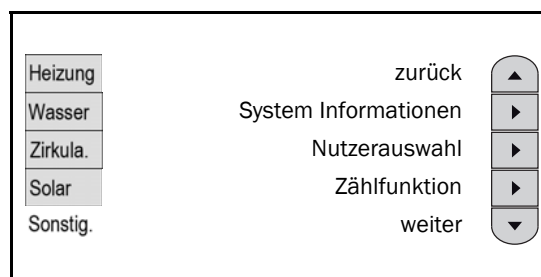 Heizung zurück
Wasser System Informationen
Zirkula. Nutzerauswahl
Solar Zählfunktion
Sonstig. weiter